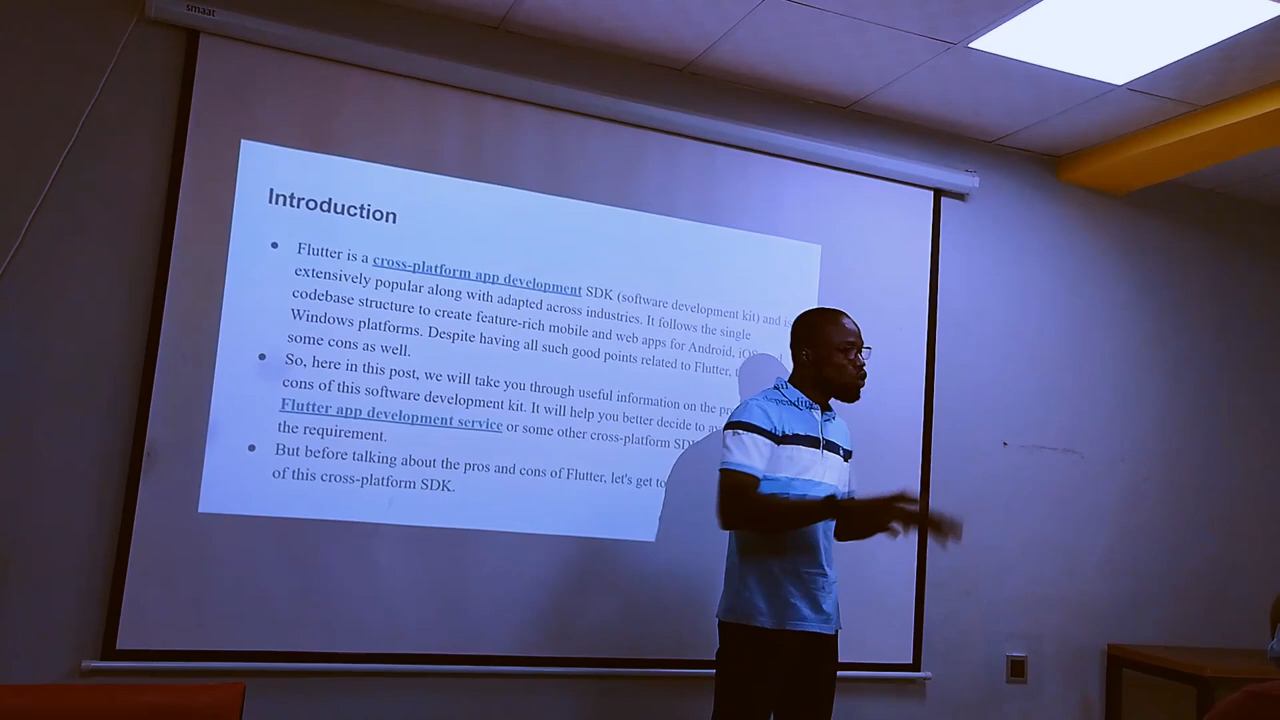 smaat
Introduction
Flutter is a cross-platform app development SDK (software development kit) and is
extensively popular along with adapted across industries. It follows the single
codebase structure to create feature-rich mobile and web apps for Android, iOS
Windows platforms. Despite having all such good points related to Flutter,
some cons as well.
So, here in this post, we will take you through useful information on the
cons of this software development kit. It will help you better decide to
Flutter app development service or some other cross-platform
the requirement.
But before talking about the pros and cons of Flutter, let's get to
of this cross-platform SDK.